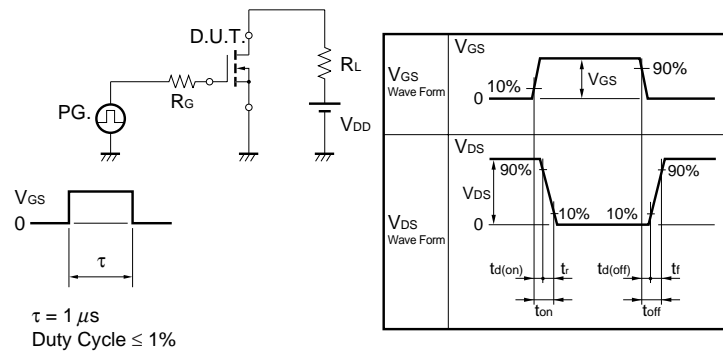 D.U.T.
RL
RG
PG.
VDD
VGS
0
τ
τ = 1 μs
Duty Cycle ≤ 1%
VGS
Wave Form
VGS
10%
VGS
90%
0
VDS
Wave Form
VDS
90%
VDS
90%
10%
10%
0
td(on)
tr
td(off)
tf
ton
toff